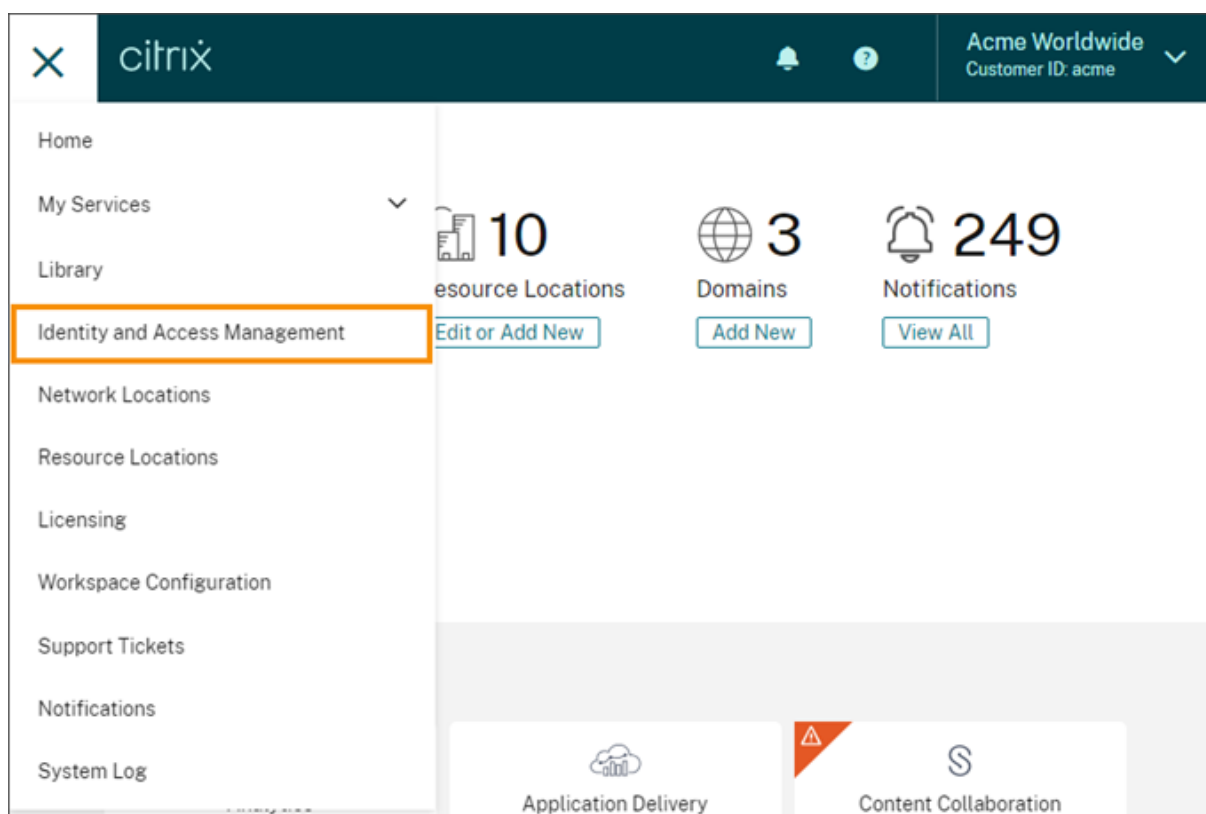 citrix
Acme Worldwide
Customer ID: acme
Home
My Services
Library
Identity and Access Management
Network Locations
Resource Locations
Licensing
Workspace Configuration
Support Tickets
Notifications
System Log
10
esource Locations
Edit or Add New
3
Domains
Add New
249
Notifications
View All
Application Delivery
Content Collaboration